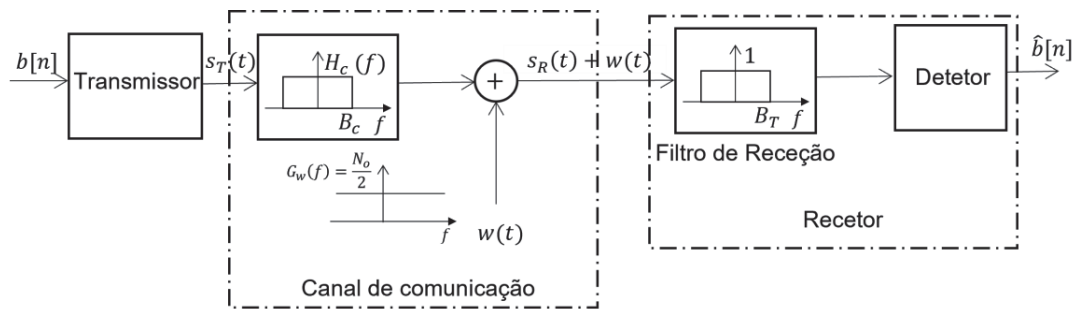 b[n]
Transmissor
s_T(t)
H_c(f)
B_c f
G_w(f) = N_o/2
f
+
w(t)
Canal de comunicação
s_R(t) + w(t)
1
B_T f
Filtro de Receção
Detetor
b̂[n]
Recetor